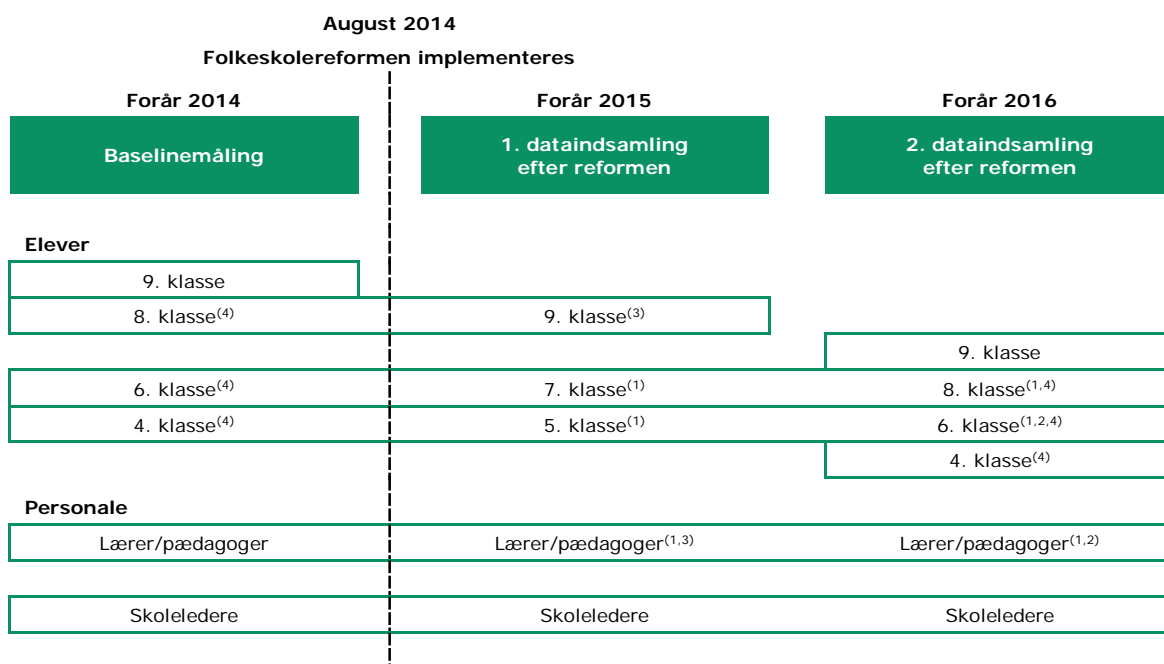 August 2014
Folkeskolereformen implementeres
Forår 2014 Forår 2015 Forår 2016
Baselinemåling
1. dataindsamling
efter reformen
2. dataindsamling
efter reformen
Elever
9. klasse
8. klasse(4) 9. klasse(3)
9. klasse
6. klasse(4) 7. klasse(1) 8. klasse(1,4)
4. klasse(4) 5. klasse(1) 6. klasse(1,2,4)
4. klasse(4)
Personale
Lærer/pædagoger Lærer/pædagoger(1,3) Lærer/pædagoger(1,2)
Skoleledere Skoleledere Skoleledere